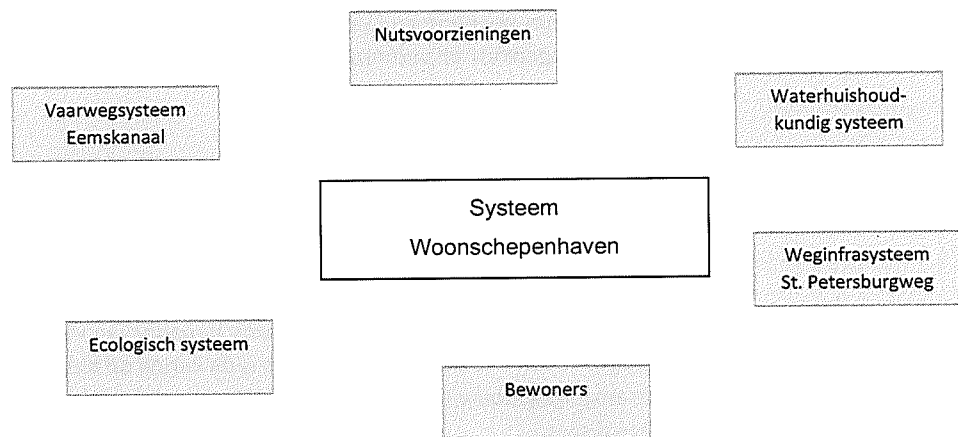 Nutsvoorzieningen
Vaarwegsysteem
Eemskanaal
Waterhuishoud-
kundig systeem
Systeem
Woonschepenhaven
Weginfrasysteem
St. Petersburgweg
Ecologisch systeem
Bewoners